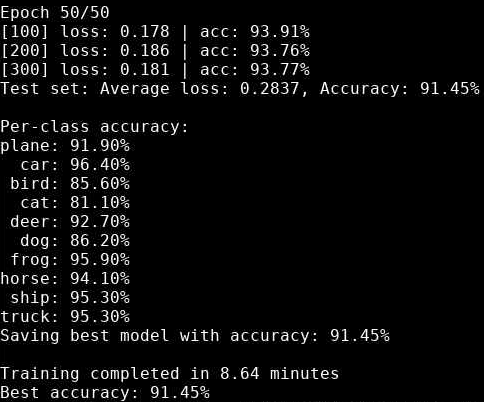 Epoch 50/50
[100] loss: 0.178 | acc: 93.91%
[200] loss: 0.186 | acc: 93.76%
[300] loss: 0.181 | acc: 93.77%
Test set: Average loss: 0.2837, Accuracy: 91.45%

Per-class accuracy:
plane: 91.90%
  car: 96.40%
 bird: 85.60%
  cat: 81.10%
 deer: 92.70%
  dog: 86.20%
 frog: 95.90%
horse: 94.10%
 ship: 95.30%
truck: 95.30%
Saving best model with accuracy: 91.45%

Training completed in 8.64 minutes
Best accuracy: 91.45%